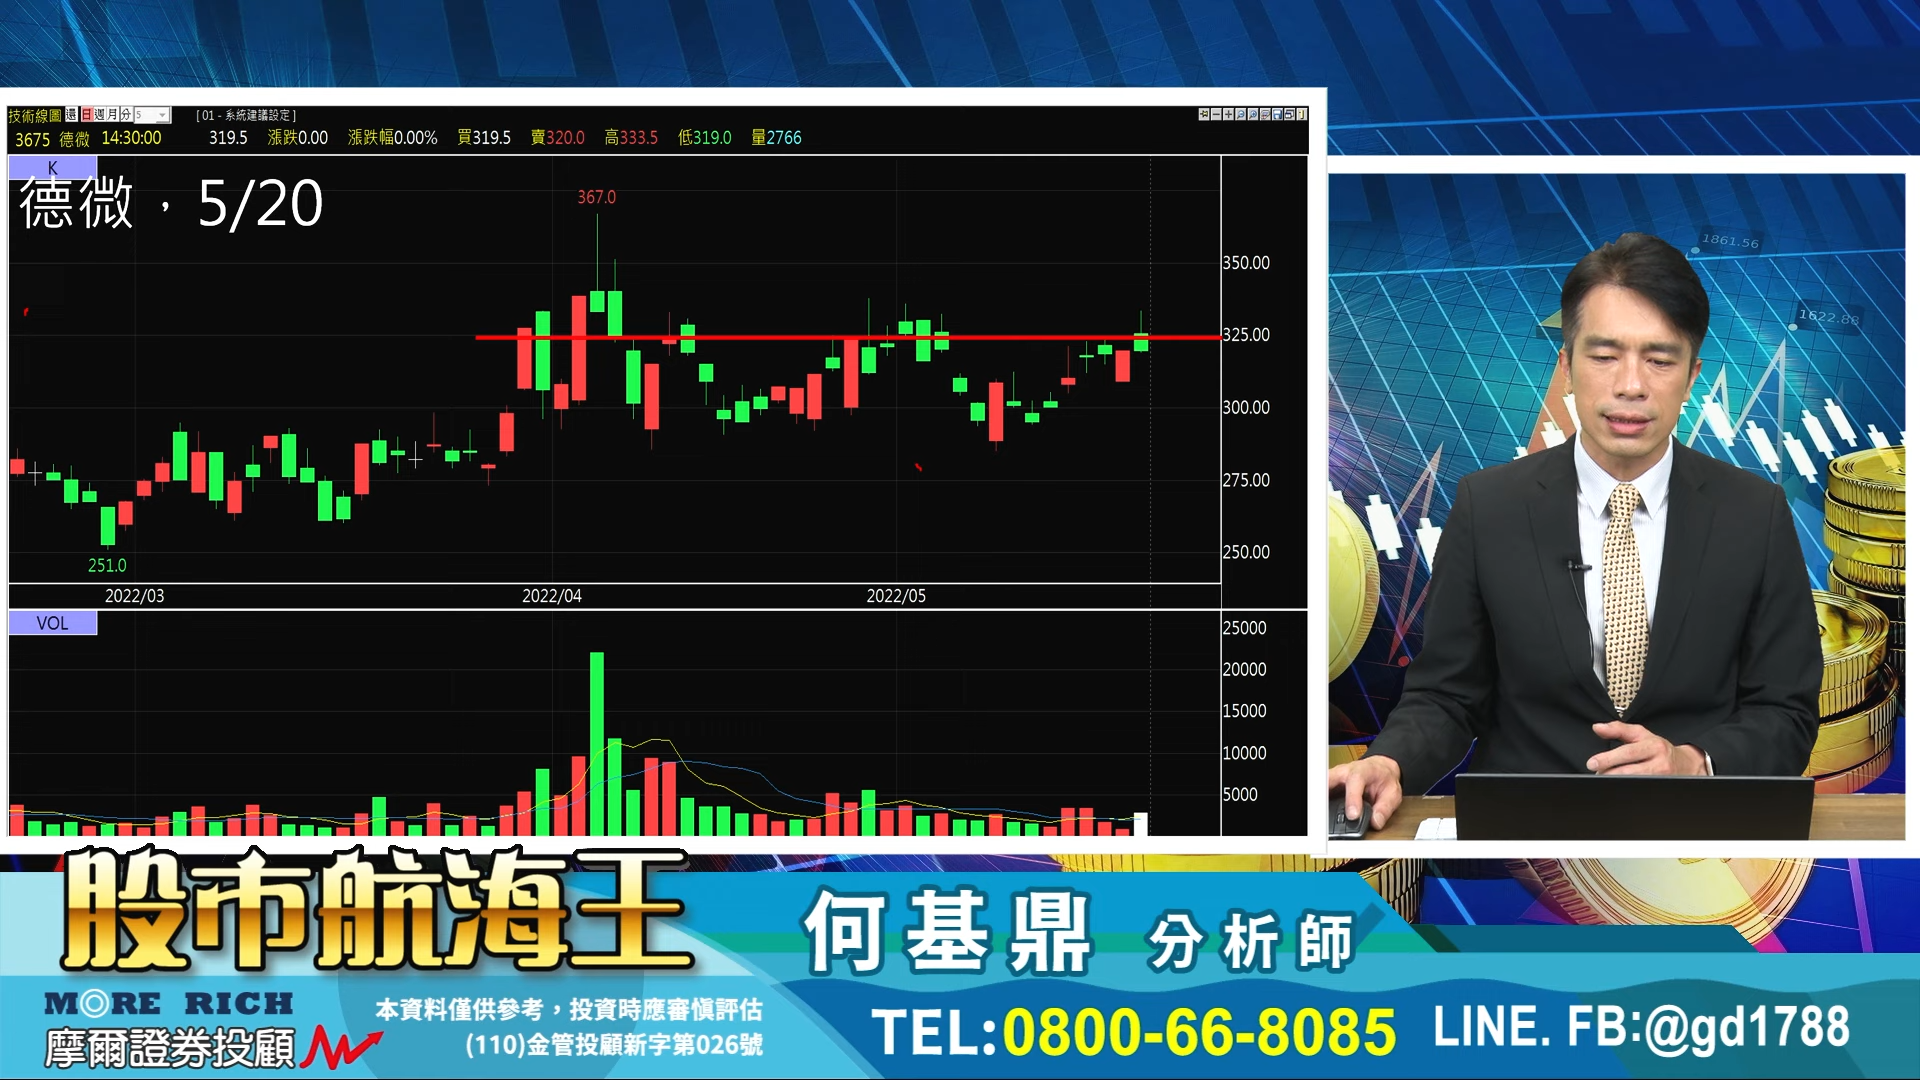 技術線圖 還 日 週 月 分 5 [ 01 - 系統建議設定 ]
3675 德微 14:30:00 319.5 漲跌0.00 漲跌幅0.00% 買319.5 賣320.0 高333.5 低319.0 量2766
K
德微，5/20
367.0
350.00
325.00
300.00
275.00
250.00
251.0
2022/03 2022/04 2022/05
VOL
25000
20000
15000
10000
5000
1861.56
1622.88
股市航海王
MORE RICH
摩爾證券投顧
本資料僅供參考，投資時應審慎評估
(110)金管投顧新字第026號
何基鼎 分析師
TEL:0800-66-8085
LINE. FB:@gd1788